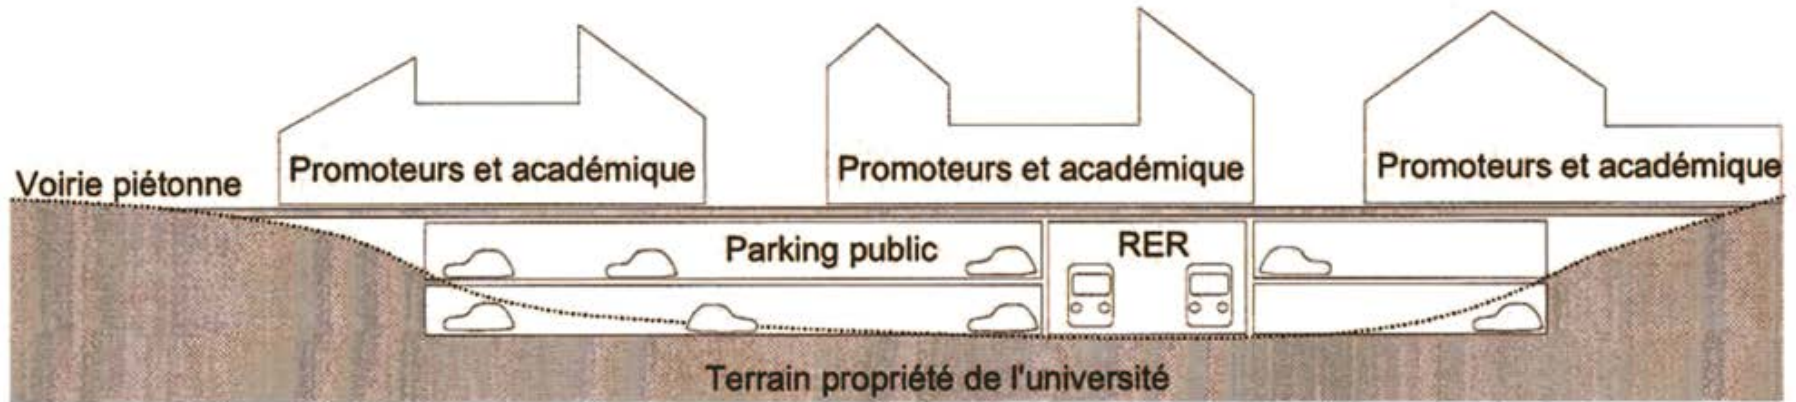 Promoteurs et académique
Promoteurs et académique
Promoteurs et académique
Voirie piétonne
Parking public
RER
Terrain propriété de l'université